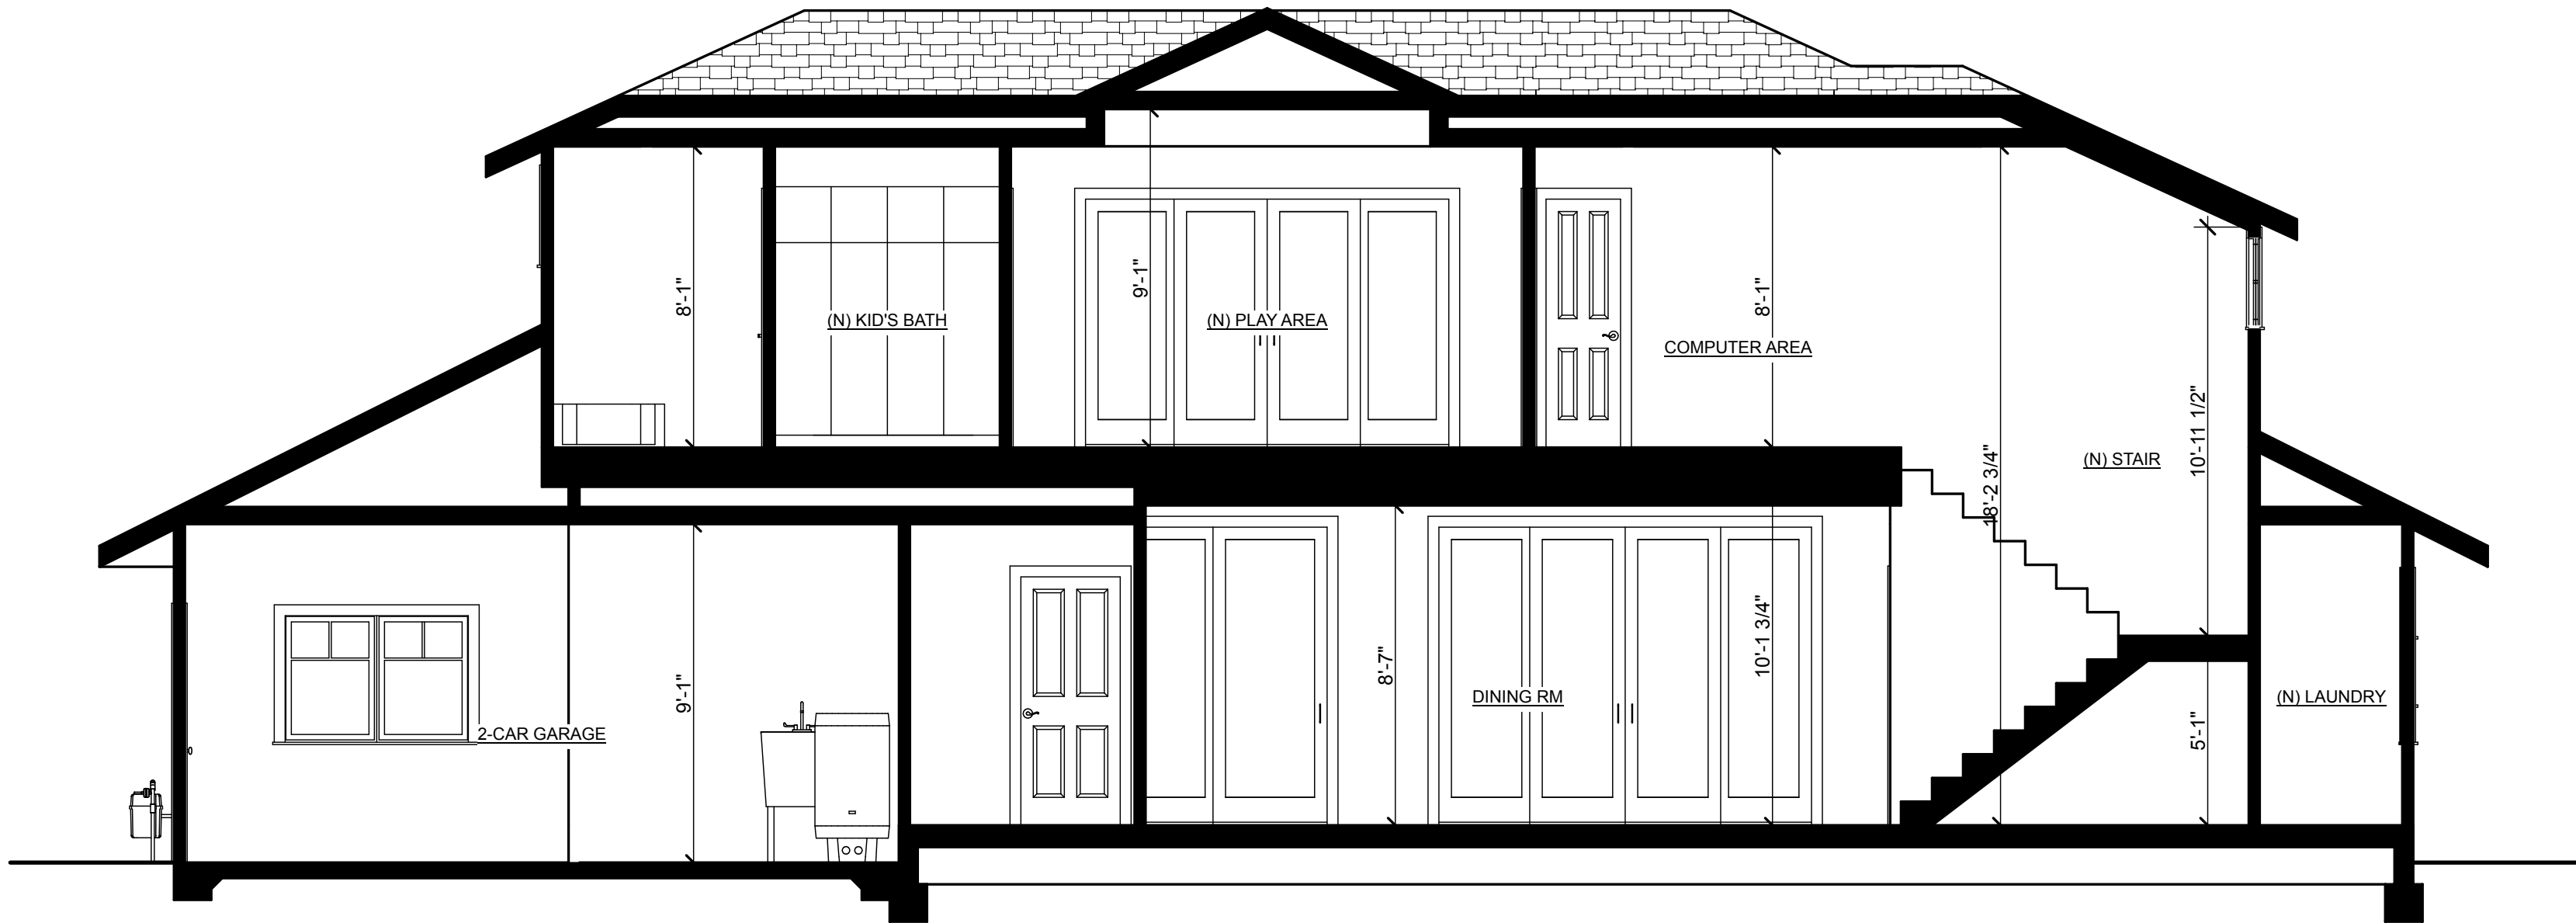 8'-1"
(N) KID'S BATH
9'-1"
(N) PLAY AREA
8'-1"
COMPUTER AREA
18'-2 3/4"
(N) STAIR
10'-11 1/2"
2-CAR GARAGE
9'-1"
8'-7"
DINING RM
10'-1 3/4"
5'-1"
(N) LAUNDRY